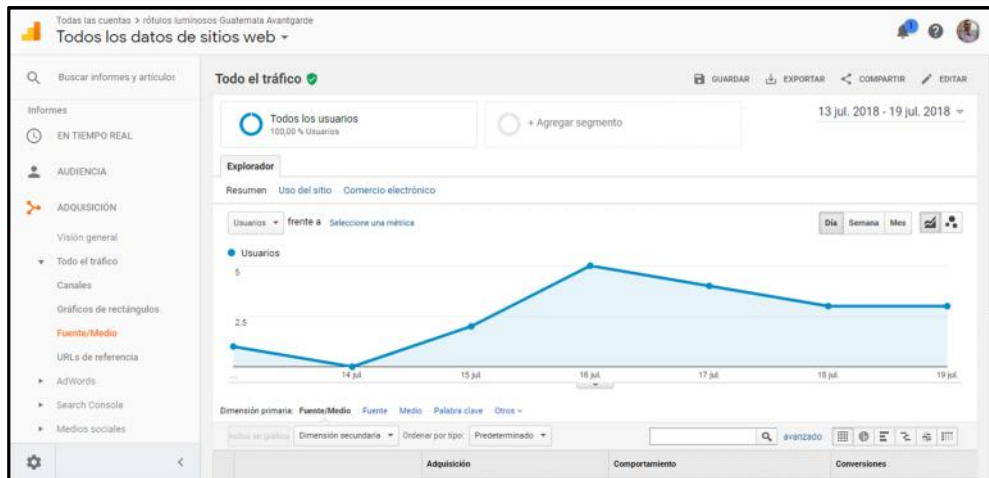 Todas las cuentas > rótulos luminosos Guatemala Avantgarde
Todos los datos de sitios web
1
Buscar informes y artículos
Informes
EN TIEMPO REAL
AUDIENCIA
ADQUISICIÓN
Visión general
Todo el tráfico
Canales
Gráficos de rectángulos
Fuente/Medio
URLs de referencia
AdWords
Search Console
Medios sociales
Todo el tráfico
GUARDAR EXPORTAR COMPARTIR EDITAR
Todos los usuarios
100,00 % Usuarios
+ Agregar segmento
13 jul. 2018 - 19 jul. 2018
Explorador
Resumen Uso del sitio Comercio electrónico
Usuarios frente a Seleccione una métrica
Día Semana Mes
Usuarios
5
2.5
... 14 jul. 15 jul. 16 jul. 17 jul. 18 jul. 19 jul.
Dimensión primaria: Fuente/Medio Fuente Medio Palabra clave Otros
Dimensión secundaria Ordenar por tipo: Predeterminado avanzado
Adquisición Comportamiento Conversiones